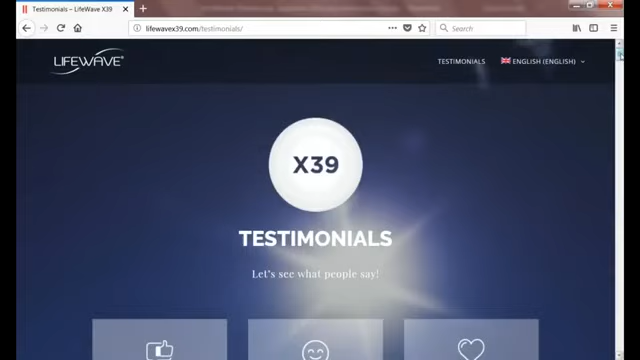 Testimonials – LifeWave X39
lifewavex39.com/testimonials/
Search
LIFEWAVE®
TESTIMONIALS
ENGLISH (ENGLISH)
X39
TESTIMONIALS
Let's see what people say!